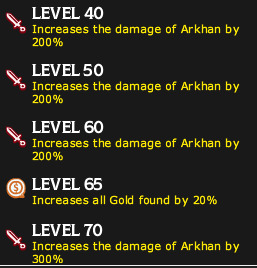 LEVEL 40
Increases the damage of Arkhan by
200%
LEVEL 50
Increases the damage of Arkhan by
200%
LEVEL 60
Increases the damage of Arkhan by
200%
LEVEL 65
Increases all Gold found by 20%
LEVEL 70
Increases the damage of Arkhan by
300%